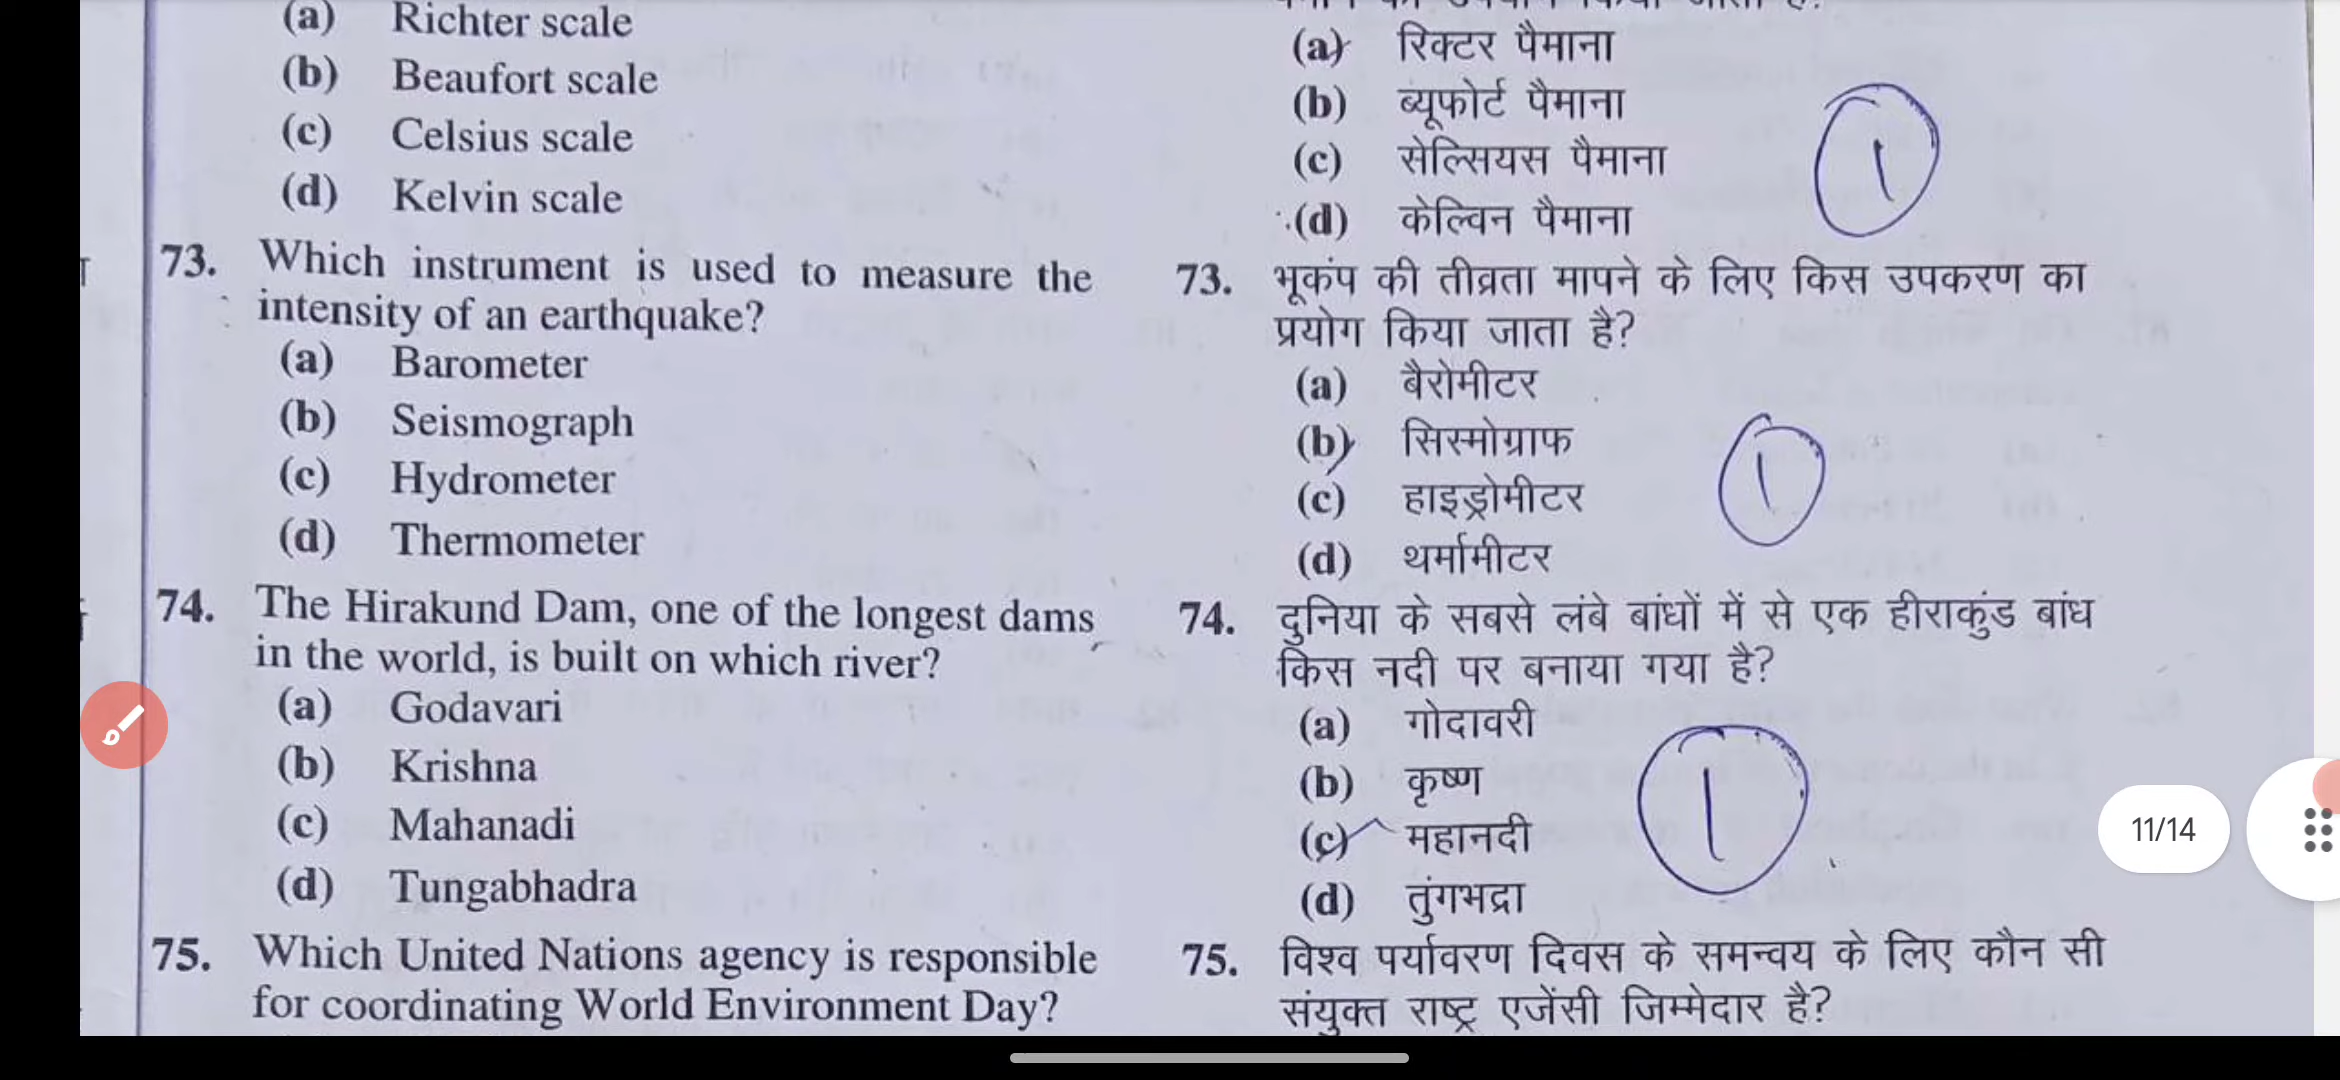 (a) Richter scale
(b) Beaufort scale
(c) Celsius scale
(d) Kelvin scale
73. Which instrument is used to measure the
intensity of an earthquake?
(a) Barometer
(b) Seismograph
(c) Hydrometer
(d) Thermometer
74. The Hirakund Dam, one of the longest dams
in the world, is built on which river?
(a) Godavari
(b) Krishna
(c) Mahanadi
(d) Tungabhadra
75. Which United Nations agency is responsible
for coordinating World Environment Day?
(a) रिक्टर पैमाना
(b) ब्यूफोर्ट पैमाना
(c) सेल्सियस पैमाना
(d) केल्विन पैमाना
1
73. भूकंप की तीव्रता मापने के लिए किस उपकरण का
प्रयोग किया जाता है?
(a) बैरोमीटर
(b) सिस्मोग्राफ
(c) हाइड्रोमीटर
(d) थर्मामीटर
1
74. दुनिया के सबसे लंबे बांधों में से एक हीराकुंड बांध
किस नदी पर बनाया गया है?
(a) गोदावरी
(b) कृष्ण
(c) महानदी
(d) तुंगभद्रा
1
75. विश्व पर्यावरण दिवस के समन्वय के लिए कौन सी
संयुक्त राष्ट्र एजेंसी जिम्मेदार है?
11/14